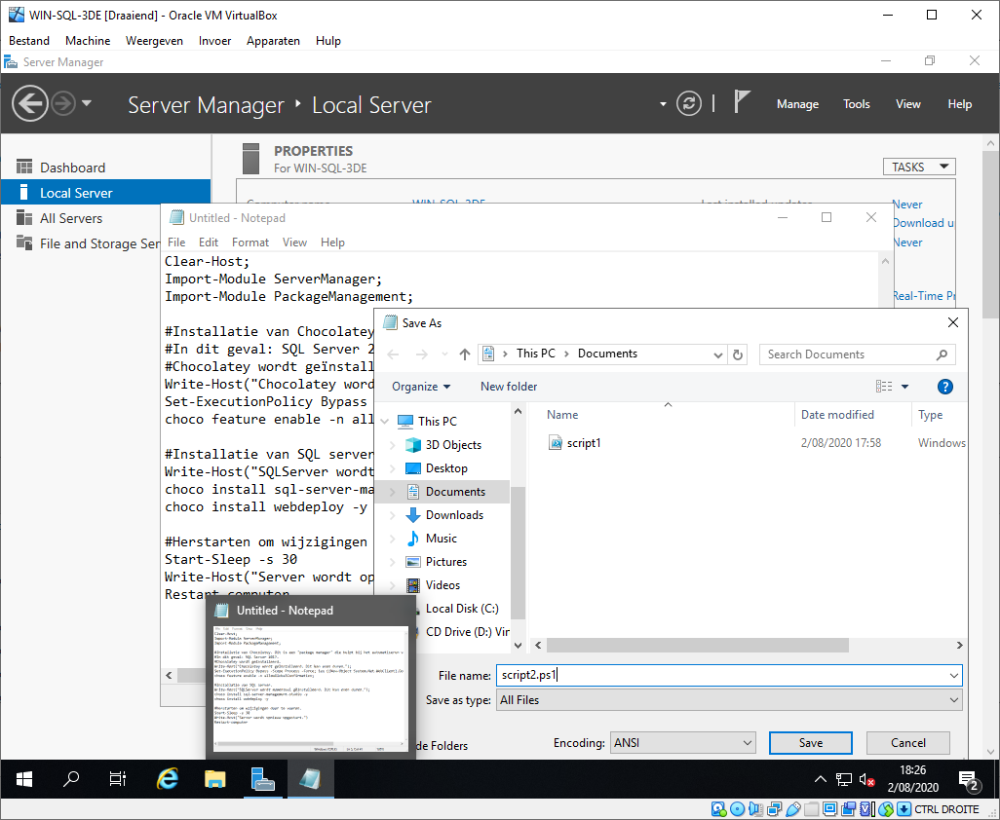 WIN-SQL-3DE [Draaiend] - Oracle VM VirtualBox
Bestand Machine Weergeven Invoer Apparaten Hulp
Server Manager
Server Manager Local Server
Manage Tools View Help
Dashboard
Local Server
All Servers
File and Storage Ser
PROPERTIES
For WIN-SQL-3DE
TASKS
Computer name WIN-SQL-3DE Last installed updates Never
Download u
Never
Real-Time Pr
Untitled - Notepad
File Edit Format View Help
Clear-Host;
Import-Module ServerManager;
Import-Module PackageManagement;
#Installatie van Chocolatey
#In dit geval: SQL Server 2
#Chocolatey wordt geïnstall
Write-Host("Chocolatey word
Set-ExecutionPolicy Bypass
choco feature enable -n all
#Installatie van SQL server
Write-Host("SQLServer wordt
choco install sql-server-ma
choco install webdeploy -y
#Herstarten om wijzigingen
Start-Sleep -s 30
Write-Host("Server wordt op
Restart-computer
Save As
This PC Documents
Search Documents
Organize New folder
This PC
3D Objects
Desktop
Documents
Downloads
Music
Pictures
Videos
Local Disk (C:)
CD Drive (D:) Vir
Name Date modified Type
script1 2/08/2020 17:58 Windows
File name: script2.ps1
Save as type: All Files
de Folders
Encoding: ANSI
Save Cancel
Untitled - Notepad
Clear-Host;
Import-Module ServerManager;
Import-Module PackageManagement;
18:26
2/08/2020
2
CTRL DROITE